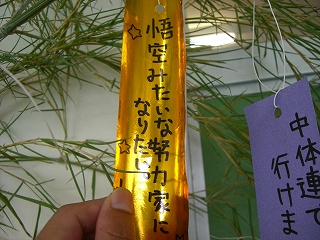 ☆悟空みたいな努力家に
なりたい。☆
中体連で
行けま